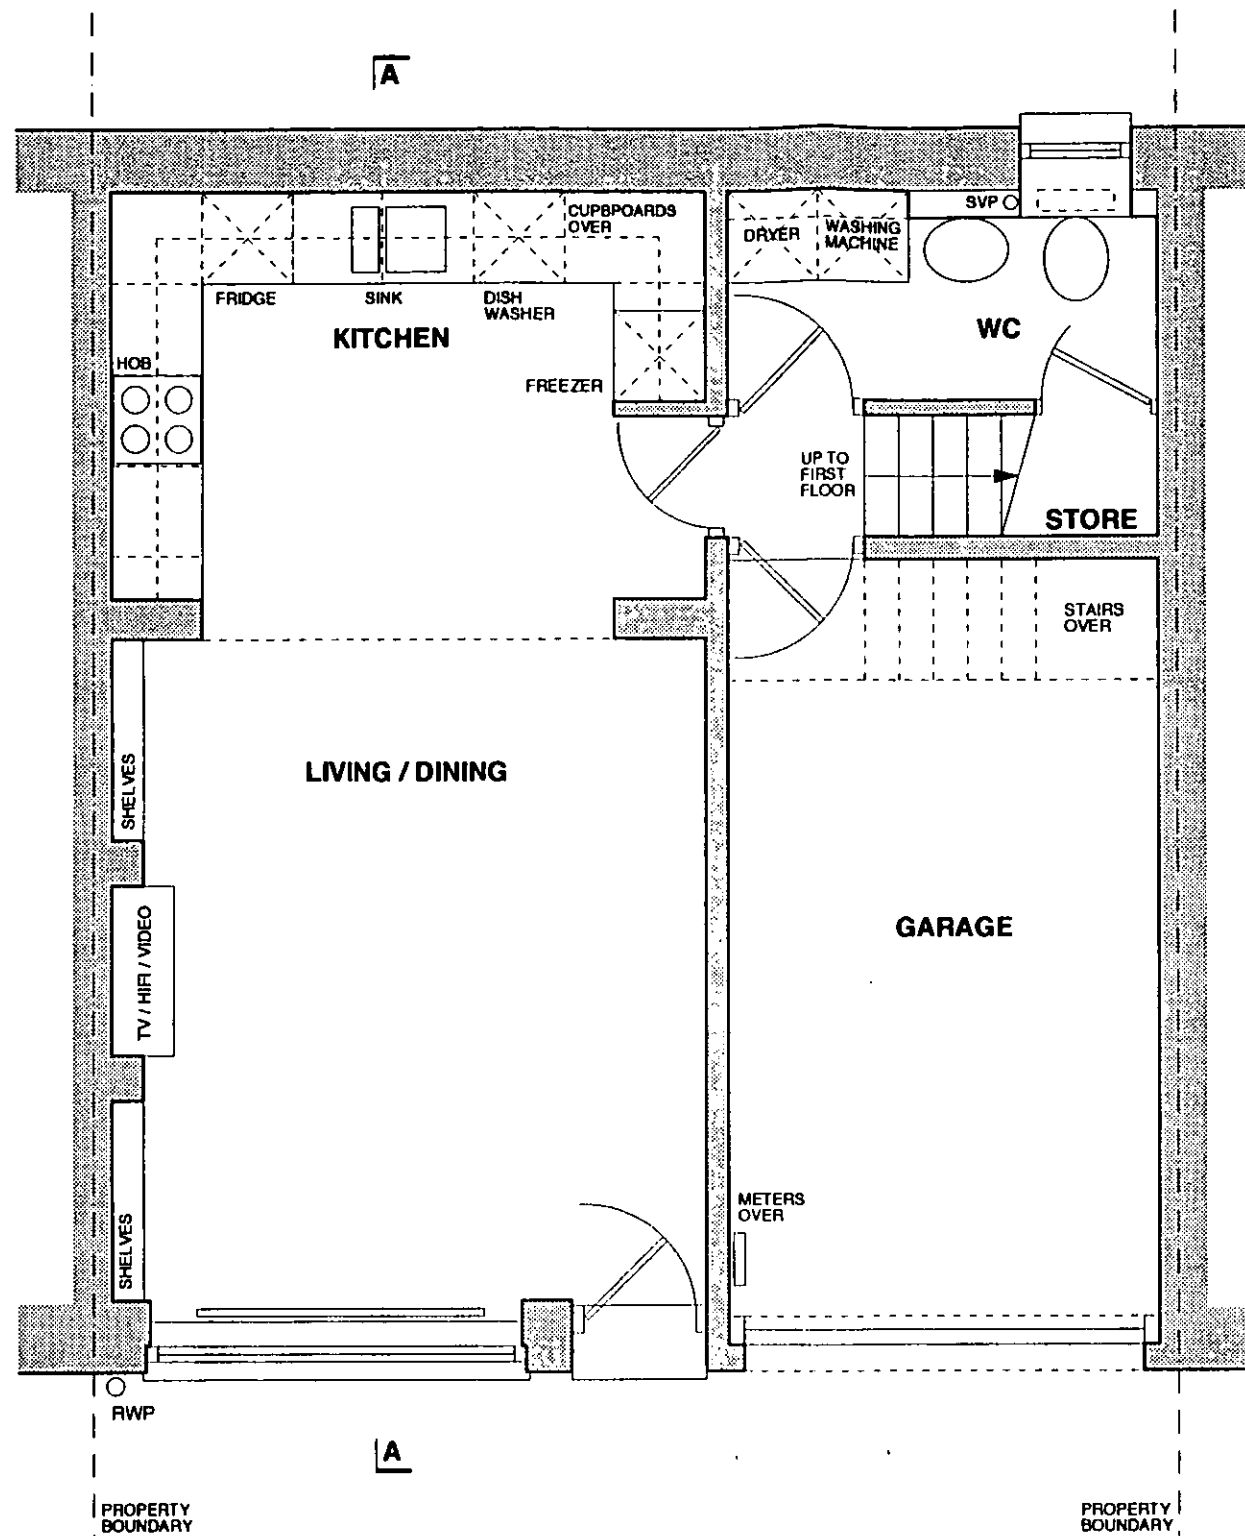 A
CUPBPOARDS
OVER
SVP
DRYER
WASHING
MACHINE
FRIDGE
SINK
DISH
WASHER
KITCHEN
WC
HOB
FREEZER
UP TO
FIRST
FLOOR
STORE
STAIRS
OVER
LIVING / DINING
SHELVES
GARAGE
TV / HIFI / VIDEO
METERS
OVER
SHELVES
RWP
A
PROPERTY
BOUNDARY
PROPERTY
BOUNDARY